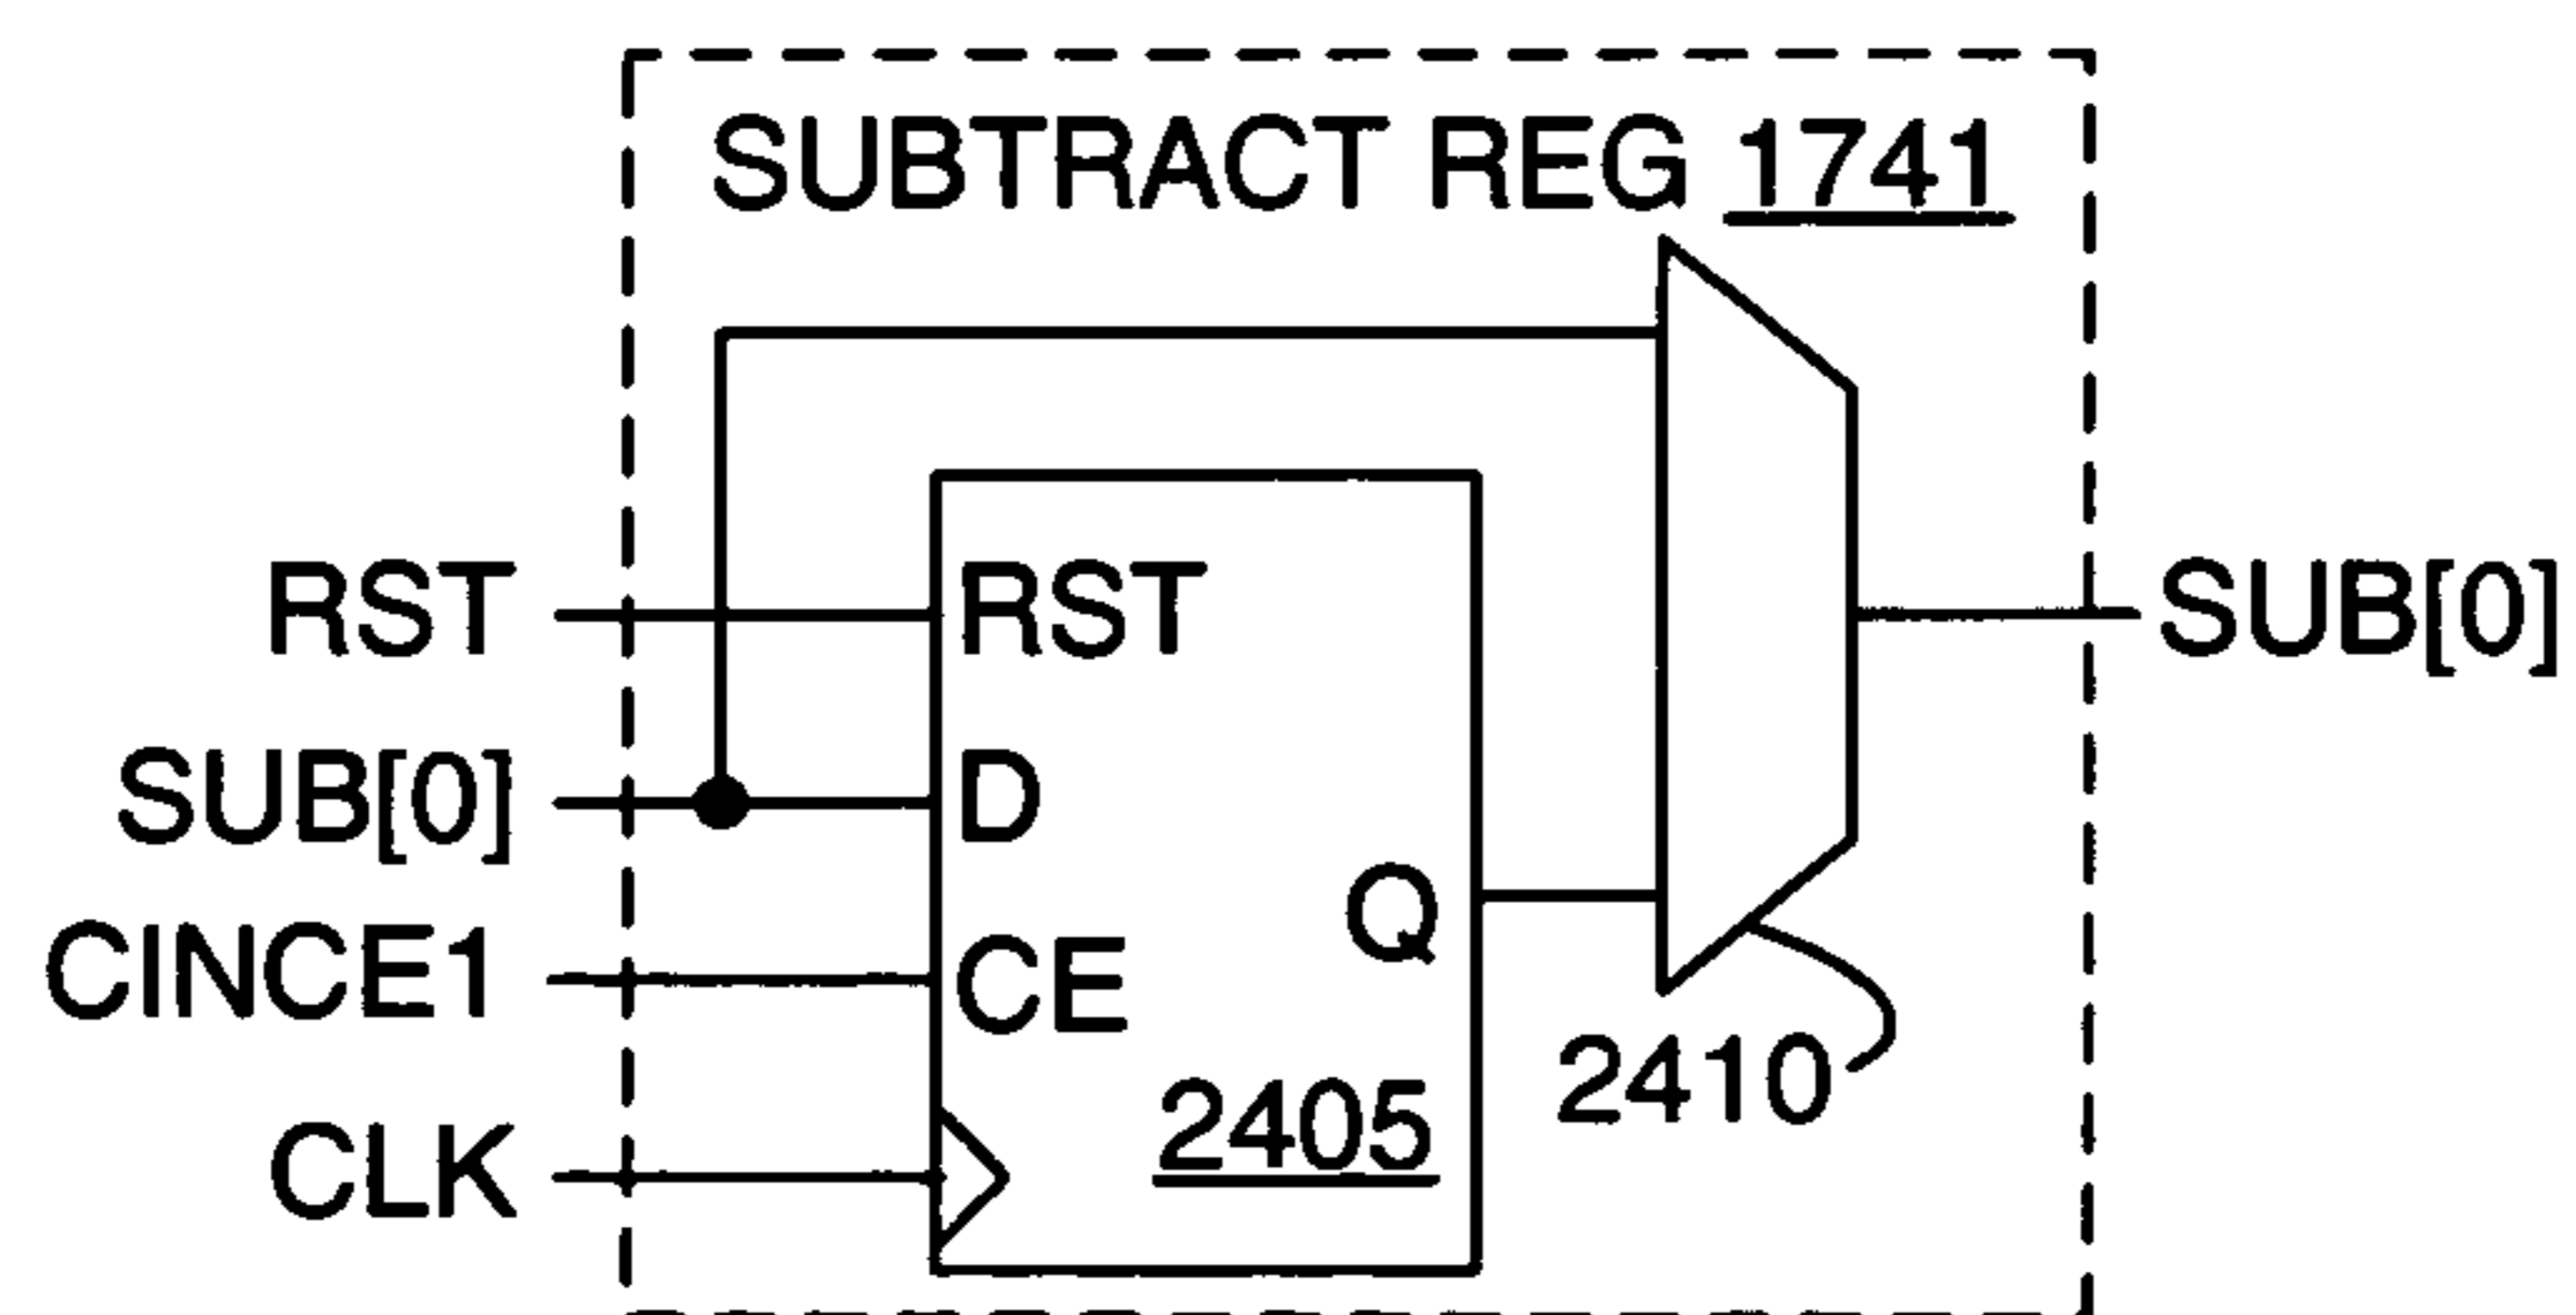 SUBTRACT REG 1741
RST
RST
SUB[0]
SUB[0]
D
CINCE1
CE
Q
CLK
2405
2410